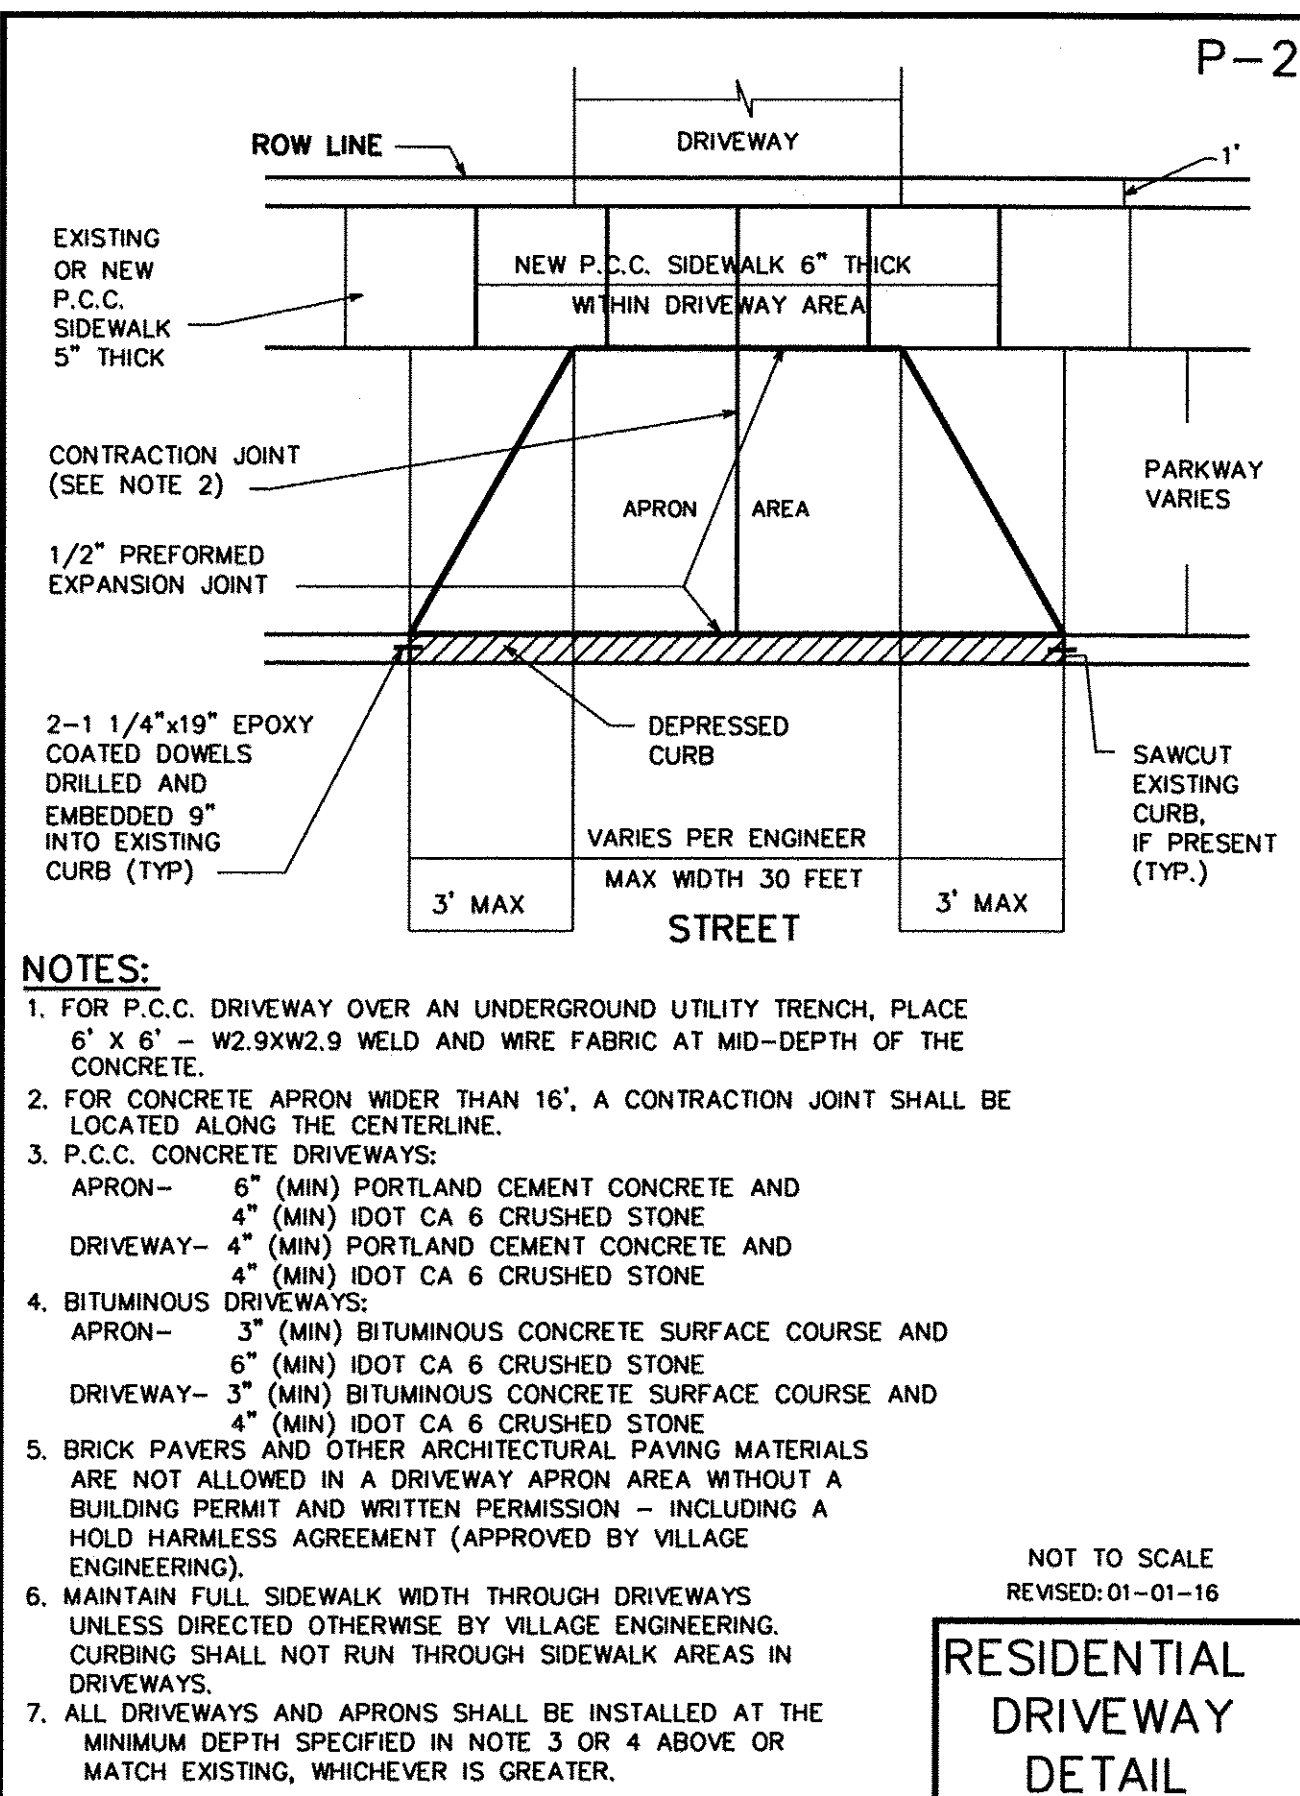 P-2
DRIVEWAY
ROW LINE
1'
EXISTING
OR NEW
P.C.C.
SIDEWALK
5" THICK
NEW P.C.C. SIDEWALK 6" THICK
WITHIN DRIVEWAY AREA
CONTRACTION JOINT
(SEE NOTE 2)
PARKWAY
VARIES
APRON AREA
1/2" PREFORMED
EXPANSION JOINT
2-1 1/4"x19" EPOXY
COATED DOWELS
DRILLED AND
EMBEDDED 9"
INTO EXISTING
CURB (TYP)
DEPRESSED
CURB
SAWCUT
EXISTING
CURB,
IF PRESENT
(TYP.)
VARIES PER ENGINEER
MAX WIDTH 30 FEET
3' MAX
3' MAX
STREET
NOTES:
1. FOR P.C.C. DRIVEWAY OVER AN UNDERGROUND UTILITY TRENCH, PLACE
6' X 6' - W2.9XW2.9 WELD AND WIRE FABRIC AT MID-DEPTH OF THE
CONCRETE.
2. FOR CONCRETE APRON WIDER THAN 16', A CONTRACTION JOINT SHALL BE
LOCATED ALONG THE CENTERLINE.
3. P.C.C. CONCRETE DRIVEWAYS:
APRON- 6" (MIN) PORTLAND CEMENT CONCRETE AND
4" (MIN) IDOT CA 6 CRUSHED STONE
DRIVEWAY- 4" (MIN) PORTLAND CEMENT CONCRETE AND
4" (MIN) IDOT CA 6 CRUSHED STONE
4. BITUMINOUS DRIVEWAYS:
APRON- 3" (MIN) BITUMINOUS CONCRETE SURFACE COURSE AND
6" (MIN) IDOT CA 6 CRUSHED STONE
DRIVEWAY- 3" (MIN) BITUMINOUS CONCRETE SURFACE COURSE AND
4" (MIN) IDOT CA 6 CRUSHED STONE
5. BRICK PAVERS AND OTHER ARCHITECTURAL PAVING MATERIALS
ARE NOT ALLOWED IN A DRIVEWAY APRON AREA WITHOUT A
BUILDING PERMIT AND WRITTEN PERMISSION - INCLUDING A
HOLD HARMLESS AGREEMENT (APPROVED BY VILLAGE
ENGINEERING).
6. MAINTAIN FULL SIDEWALK WIDTH THROUGH DRIVEWAYS
UNLESS DIRECTED OTHERWISE BY VILLAGE ENGINEERING.
CURBING SHALL NOT RUN THROUGH SIDEWALK AREAS IN
DRIVEWAYS.
7. ALL DRIVEWAYS AND APRONS SHALL BE INSTALLED AT THE
MINIMUM DEPTH SPECIFIED IN NOTE 3 OR 4 ABOVE OR
MATCH EXISTING, WHICHEVER IS GREATER.
NOT TO SCALE
REVISED: 01-01-16
RESIDENTIAL
DRIVEWAY
DETAIL